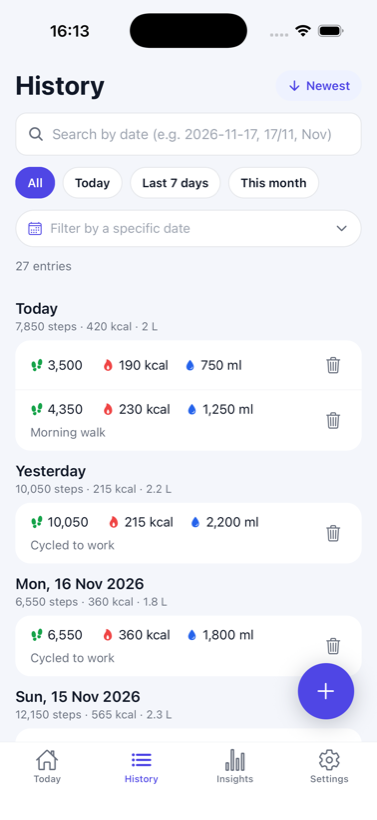 16:13
History
Newest
Search by date (e.g. 2026-11-17, 17/11, Nov)
All Today Last 7 days This month
Filter by a specific date
27 entries
Today
7,850 steps · 420 kcal · 2 L
3,500 190 kcal 750 ml
4,350 230 kcal 1,250 ml
Morning walk
Yesterday
10,050 steps · 215 kcal · 2.2 L
10,050 215 kcal 2,200 ml
Cycled to work
Mon, 16 Nov 2026
6,550 steps · 360 kcal · 1.8 L
6,550 360 kcal 1,800 ml
Cycled to work
Sun, 15 Nov 2026
12,150 steps · 565 kcal · 2.3 L
Today History Insights Settings